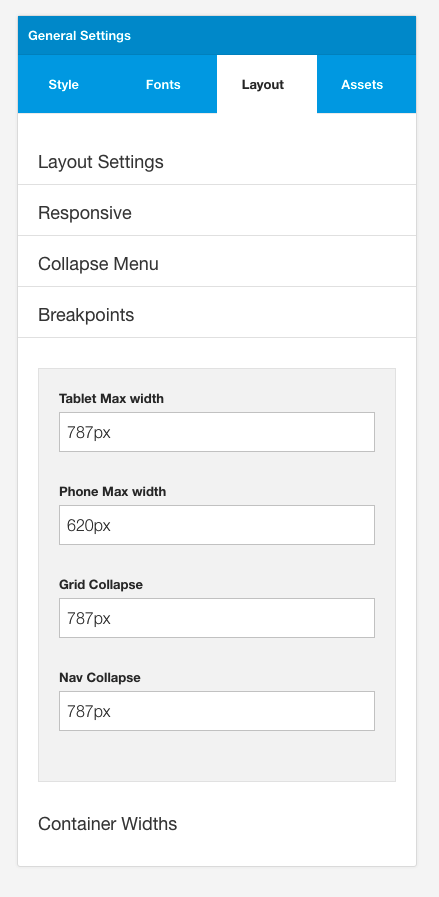 General Settings
Style Fonts Layout Assets
Layout Settings
Responsive
Collapse Menu
Breakpoints
Tablet Max width
787px
Phone Max width
620px
Grid Collapse
787px
Nav Collapse
787px
Container Widths